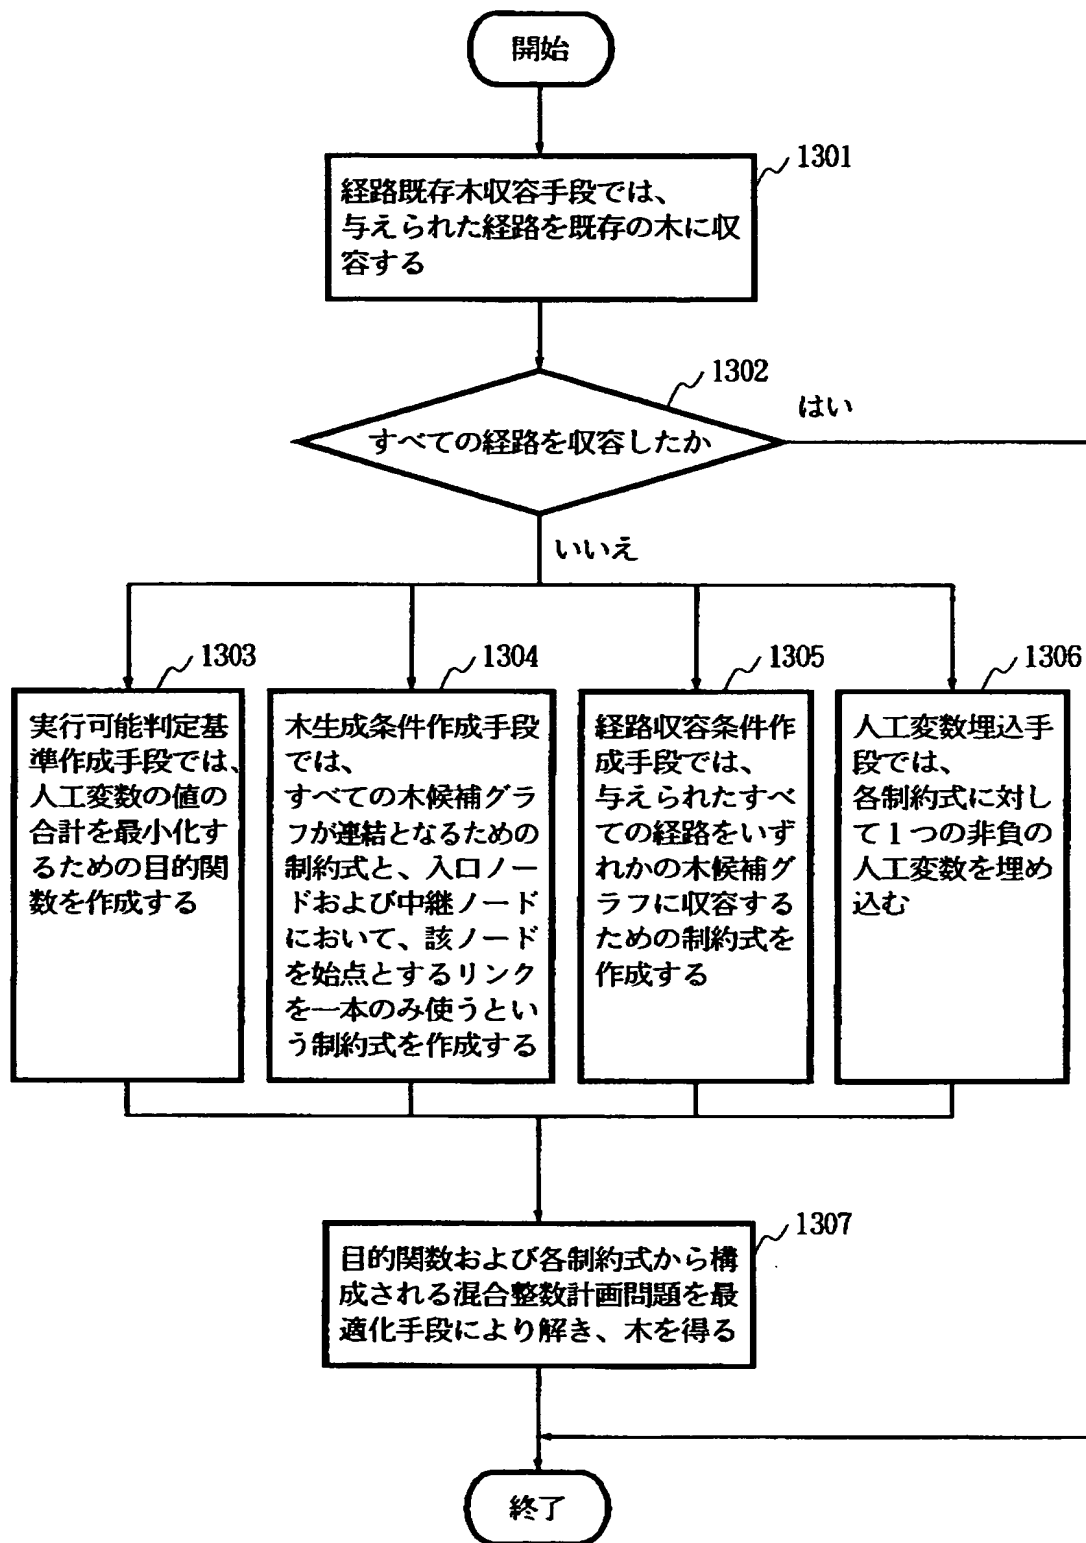 開始
1301
経路既存木収容手段では、
与えられた経路を既存の木に収
容する
1302
すべての経路を収容したか
はい
いいえ
1303
実行可能判定基
準作成手段では、
人工変数の値の
合計を最小化す
るための目的関
数を作成する
1304
木生成条件作成手段
では、
すべての木候補グラ
フが連結となるための
制約式と、入口ノー
ドおよび中継ノード
において、該ノード
を始点とするリンク
を一本のみ使うとい
う制約式を作成する
1305
経路収容条件作
成手段では、
与えられたすべ
ての経路をいず
れかの木候補グ
ラフに収容する
ための制約式を
作成する
1306
人工変数埋込手
段では、
各制約式に対し
て1つの非負の
人工変数を埋め
込む
1307
目的関数および各制約式から構
成される混合整数計画問題を最
適化手段により解き、木を得る
終了